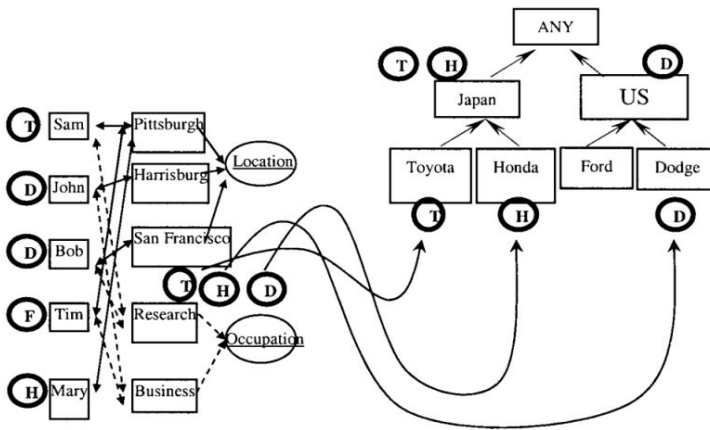 ANY
T H D
Japan US
Toyota Honda Ford Dodge
T H D
T Sam Pittsburgh
Location
D John Harrisburg
D Bob San Francisco
T H D
F Tim Research
Occupation
H Mary Business